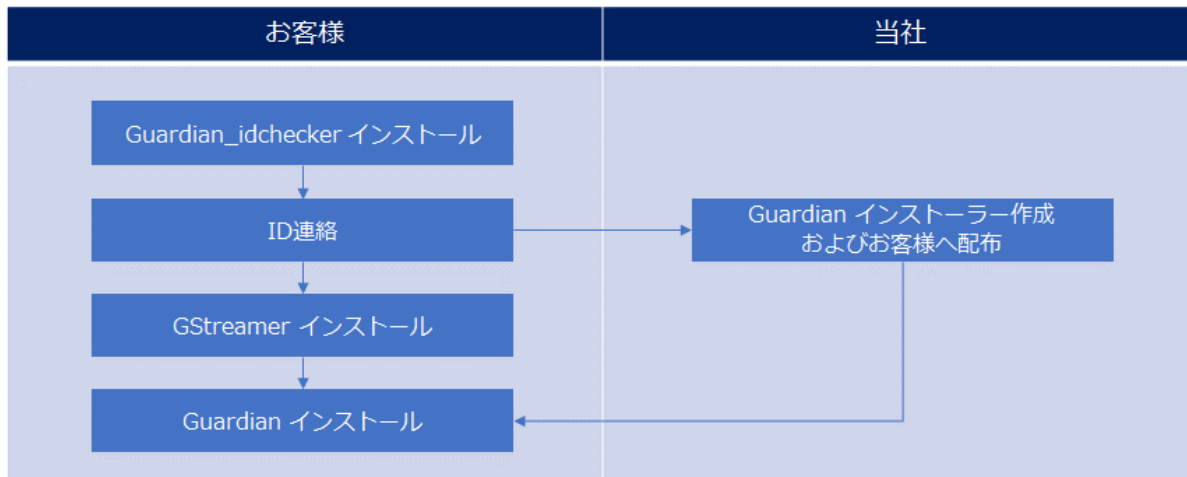 お客様
当社
Guardian_idchecker インストール
ID連絡
Guardian インストーラー作成
およびお客様へ配布
GStreamer インストール
Guardian インストール